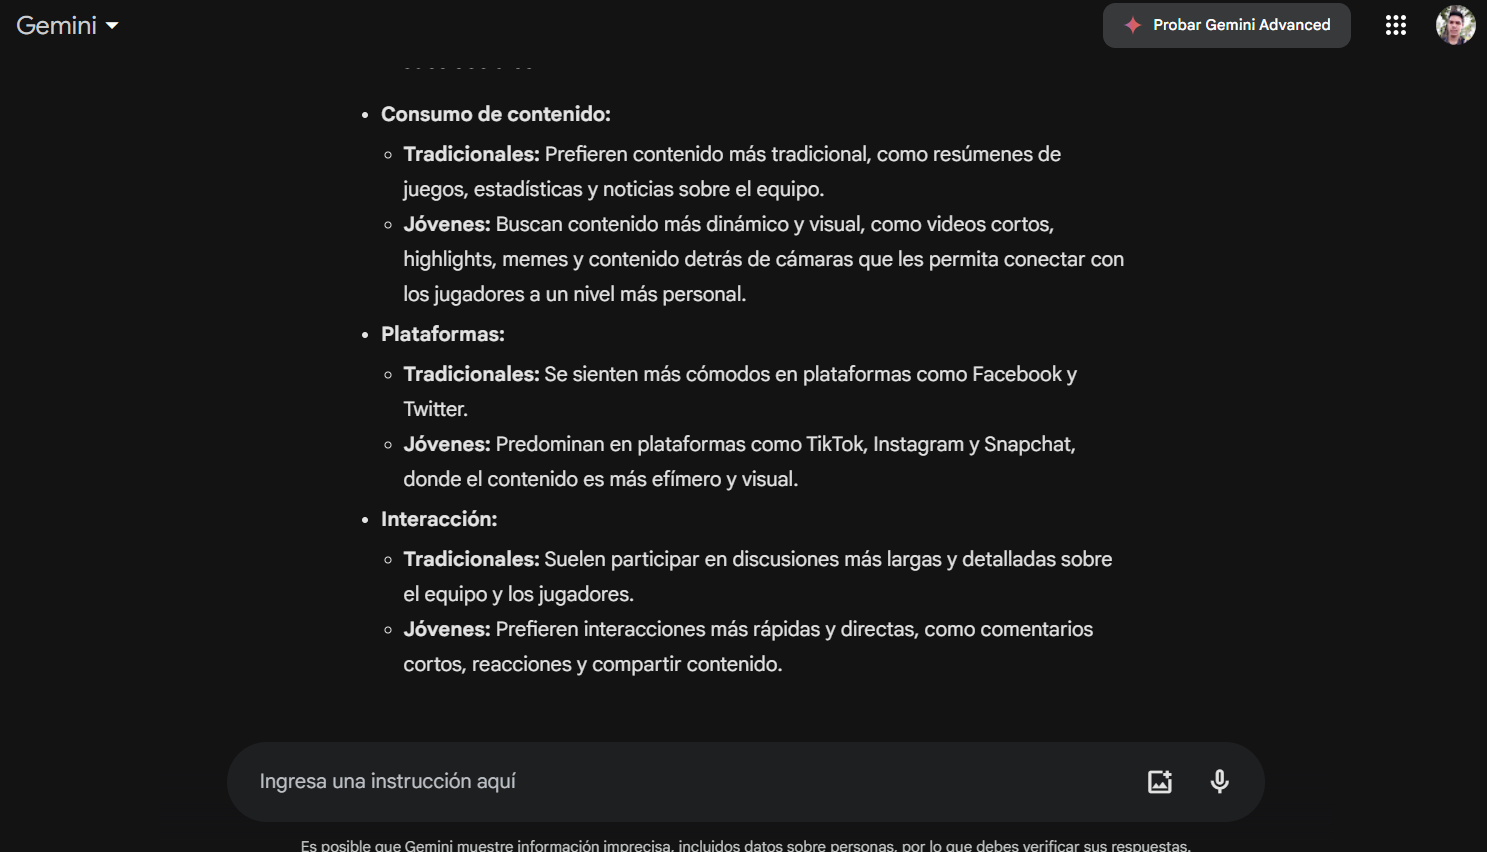 Gemini
Probar Gemini Advanced
Consumo de contenido:
Tradicionales: Prefieren contenido más tradicional, como resúmenes de
juegos, estadísticas y noticias sobre el equipo.
Jóvenes: Buscan contenido más dinámico y visual, como videos cortos,
highlights, memes y contenido detrás de cámaras que les permita conectar con
los jugadores a un nivel más personal.
Plataformas:
Tradicionales: Se sienten más cómodos en plataformas como Facebook y
Twitter.
Jóvenes: Predominan en plataformas como TikTok, Instagram y Snapchat,
donde el contenido es más efímero y visual.
Interacción:
Tradicionales: Suelen participar en discusiones más largas y detalladas sobre
el equipo y los jugadores.
Jóvenes: Prefieren interacciones más rápidas y directas, como comentarios
cortos, reacciones y compartir contenido.
Ingresa una instrucción aquí
Es posible que Gemini muestre información imprecisa, incluidos datos sobre personas, por lo que debes verificar sus respuestas.